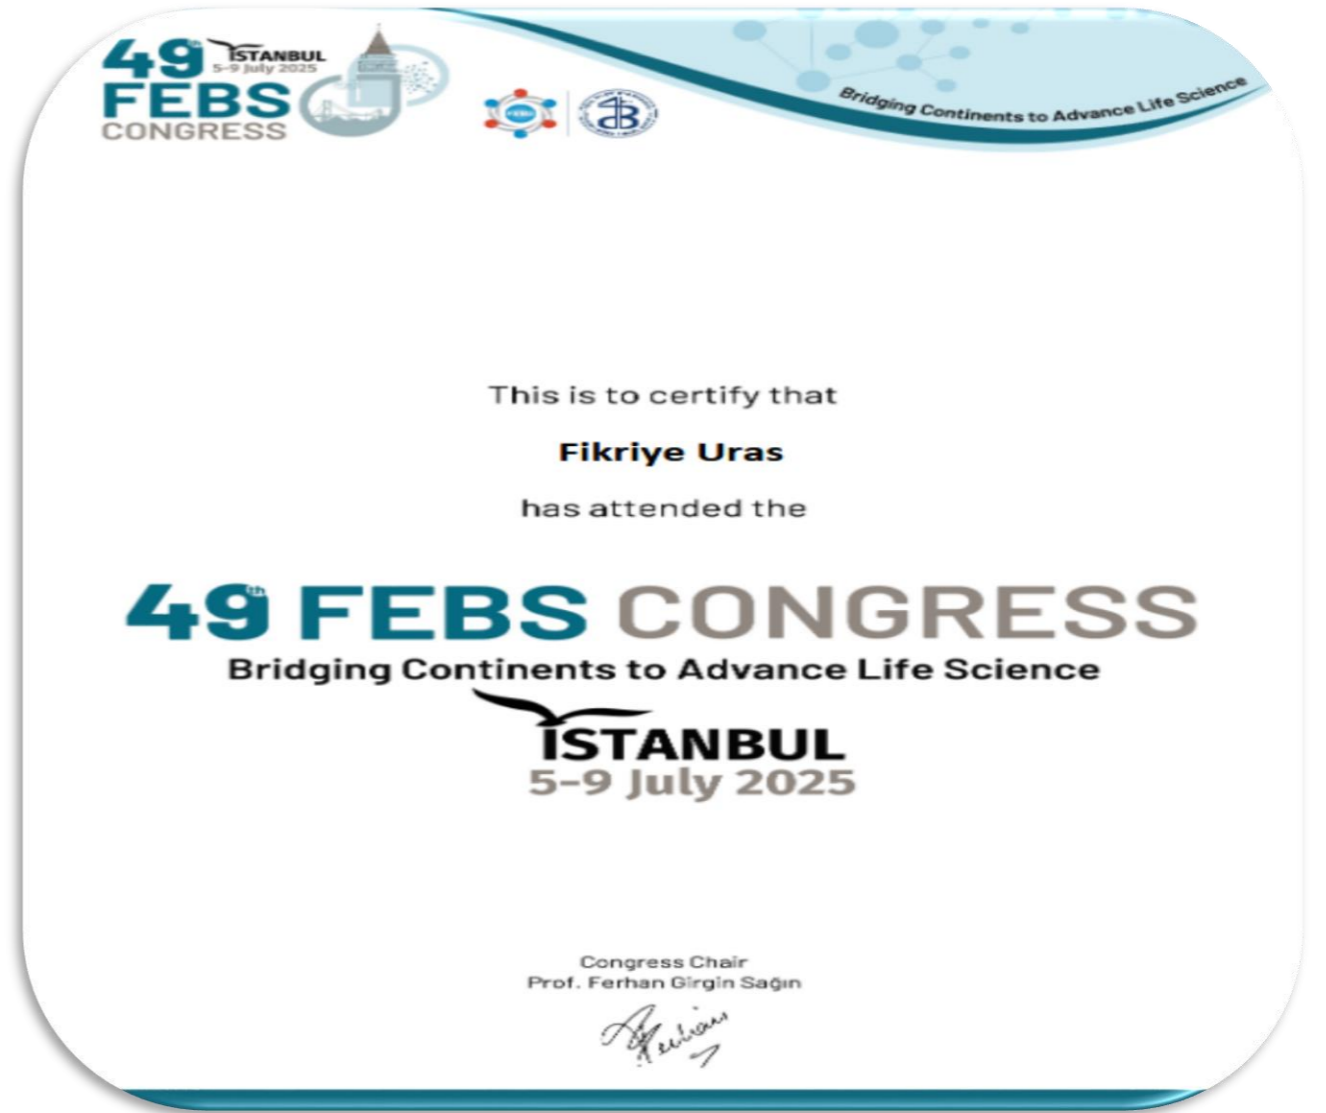 49th İSTANBUL
5-9 July 2025
FEBS
CONGRESS
FEBS
Bridging Continents to Advance Life Science
This is to certify that
Fikriye Uras
has attended the
49th FEBS CONGRESS
Bridging Continents to Advance Life Science
İSTANBUL
5-9 July 2025
Congress Chair
Prof. Ferhan Girgin Sağın